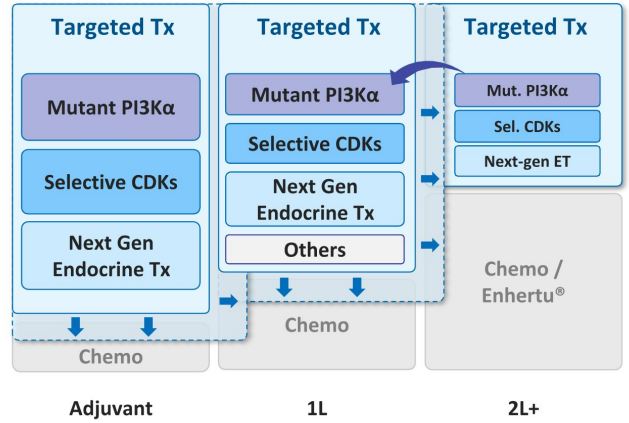 Targeted Tx
Mutant PI3Kα
Selective CDKs
Next Gen
Endocrine Tx
Chemo
Adjuvant
Targeted Tx
Mutant PI3Kα
Selective CDKs
Next Gen
Endocrine Tx
Others
Chemo
1L
Targeted Tx
Mut. PI3Kα
Sel. CDKs
Next-gen ET
Chemo /
Enhertu®
2L+